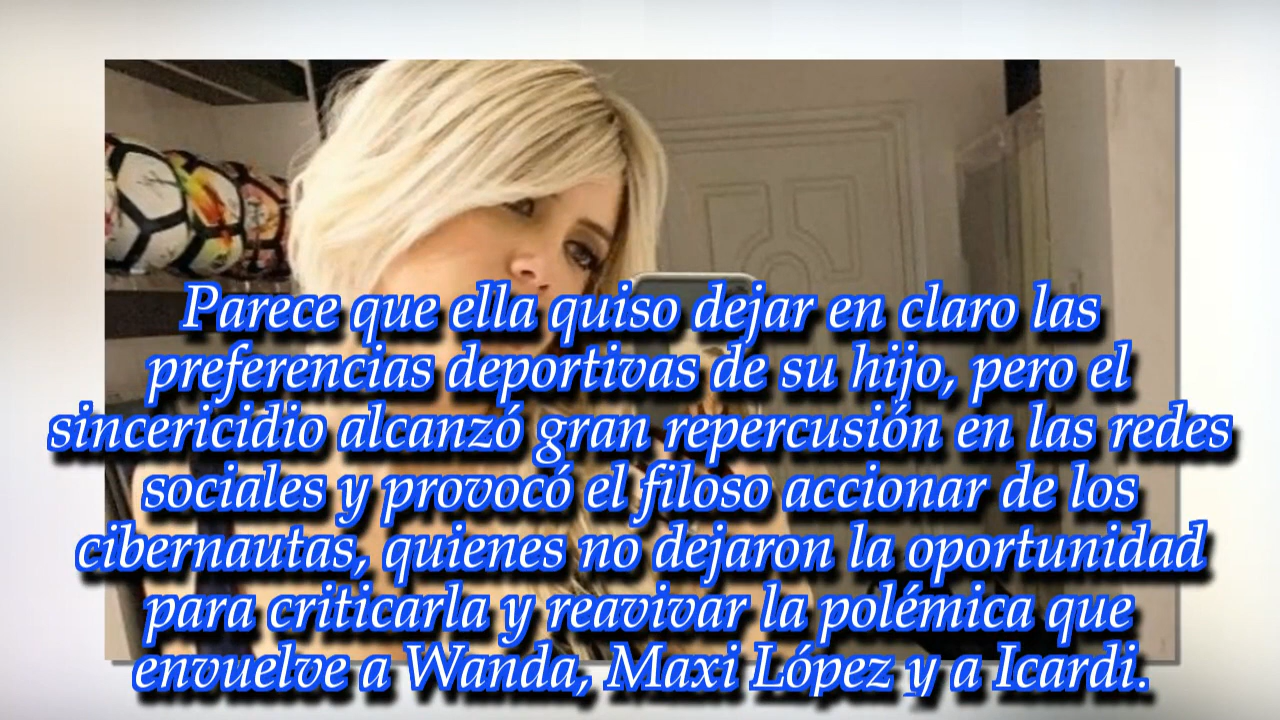 Parece que ella quiso dejar en claro las
preferencias deportivas de su hijo, pero el
sincericidio alcanzó gran repercusión en las redes
sociales y provocó el filoso accionar de los
cibernautas, quienes no dejaron la oportunidad
para criticarla y reavivar la polémica que
envuelve a Wanda, Maxi López y a Icardi.